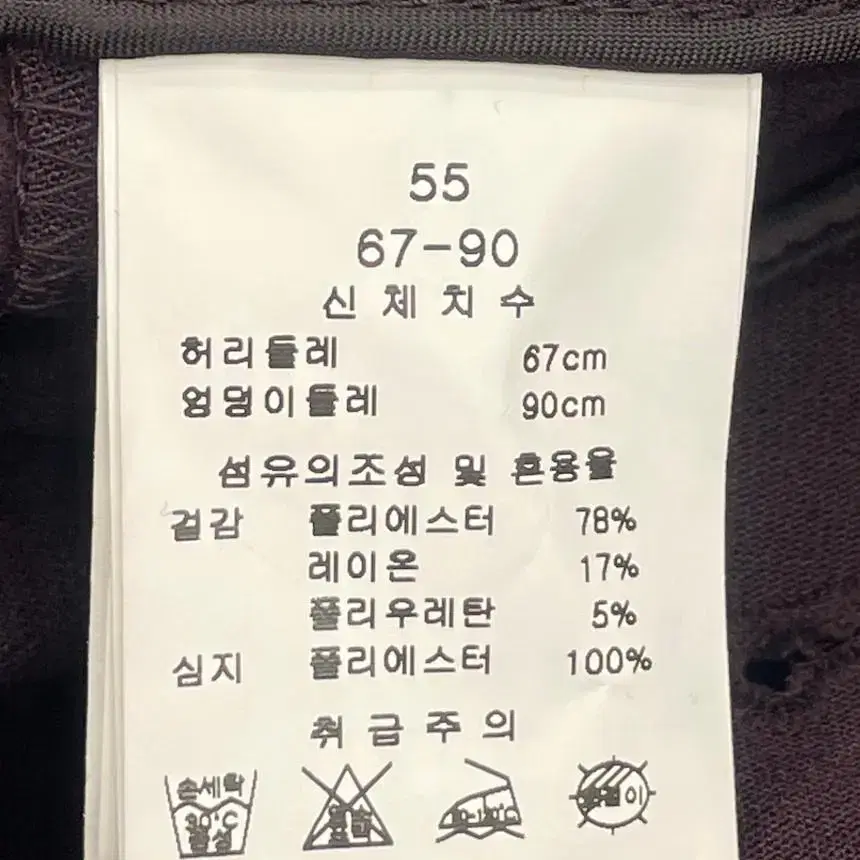 55
67-90
신체치수
허리둘레 67cm
엉덩이둘레 90cm
섬유의조성 및 혼용율
겉감 폴리에스터 78%
레이온 17%
폴리우레탄 5%
심지 폴리에스터 100%
취급주의
손세탁
30℃
중성